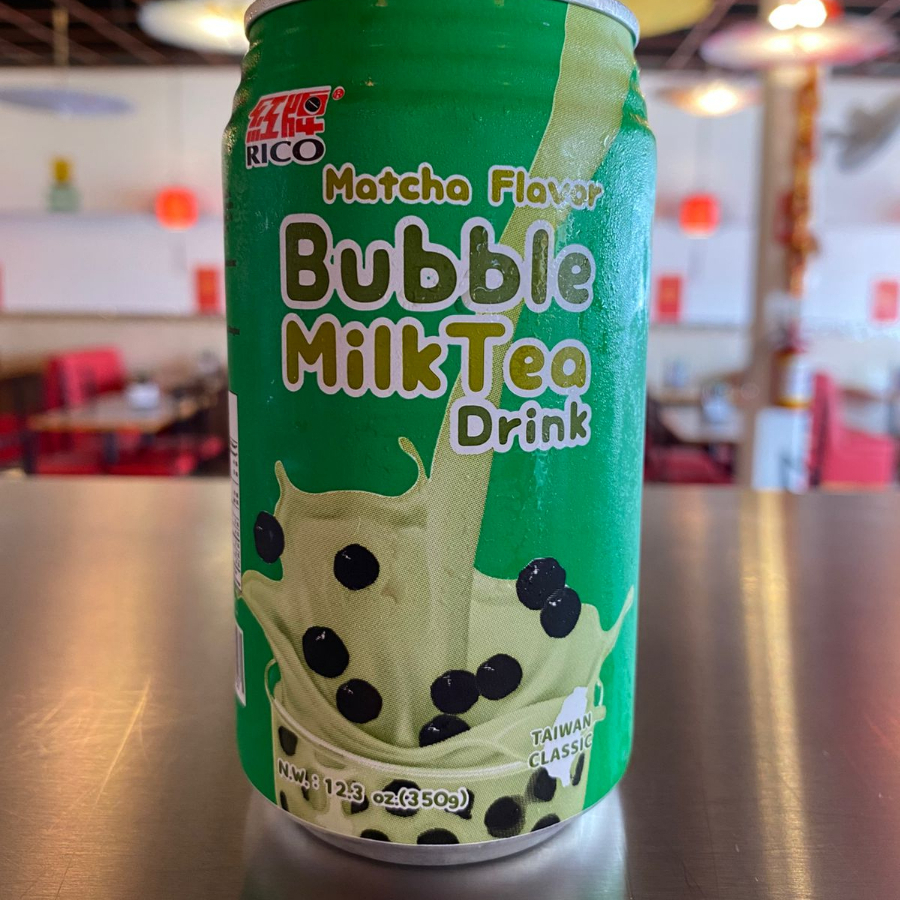 紅牌®
RICO
Matcha Flavor
Bubble
MilkTea
Drink
TAIWAN
CLASSIC
N.W.: 12.3 oz.(350g)